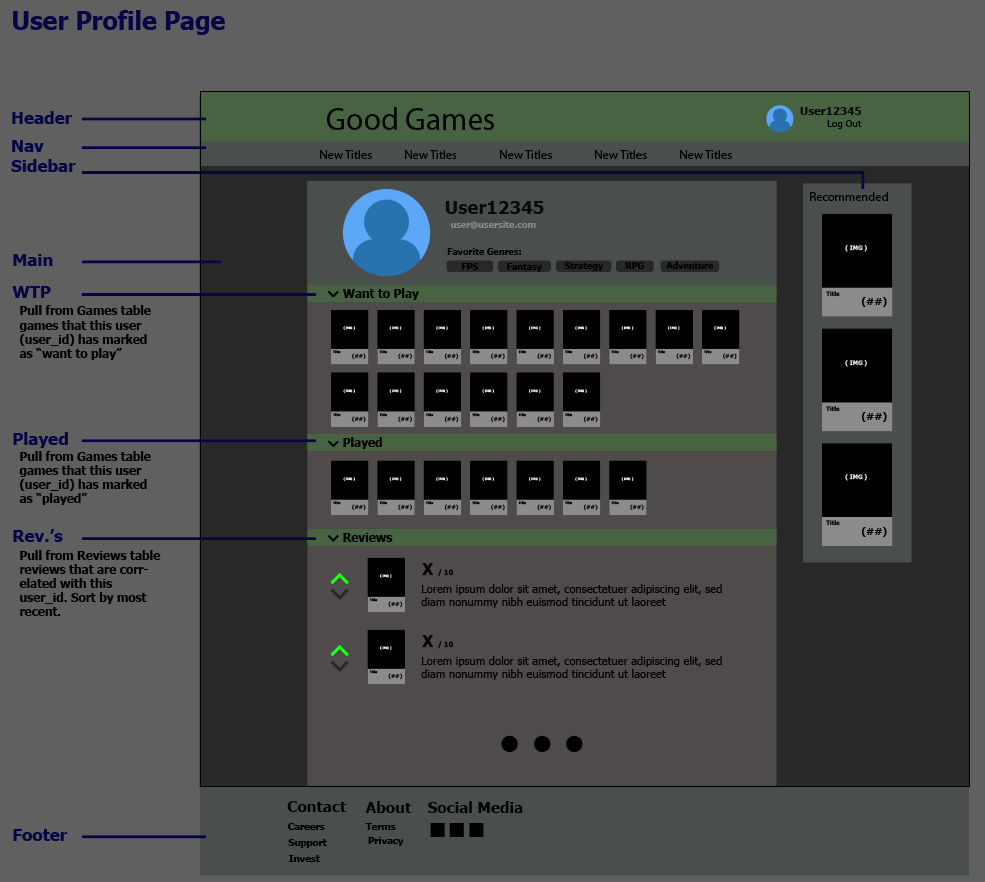 User Profile Page
Header
Good Games
User12345
Log Out
Nav
New Titles New Titles New Titles New Titles New Titles
Sidebar
Recommended
(IMG)
Title
(##)
(IMG)
Title
(##)
(IMG)
Title
(##)
Main
User12345
user@usersite.com
Favorite Genres:
FPS Fantasy Strategy RPG Adventure
WTP
Pull from Games table
games that this user
(user_id) has marked
as “want to play”
Want to Play
(IMG) (IMG) (IMG) (IMG) (IMG) (IMG) (IMG) (IMG) (IMG)
Title Title Title Title Title Title Title Title Title
(##) (##) (##) (##) (##) (##) (##) (##) (##)
(IMG) (IMG) (IMG) (IMG) (IMG) (IMG)
Title Title Title Title Title Title
(##) (##) (##) (##) (##) (##)
Played
Pull from Games table
games that this user
(user_id) has marked
as “played”
Played
(IMG) (IMG) (IMG) (IMG) (IMG) (IMG) (IMG)
Title Title Title Title Title Title Title
(##) (##) (##) (##) (##) (##) (##)
Rev.’s
Pull from Reviews table
reviews that are corr-
elated with this
user_id. Sort by most
recent.
Reviews
(IMG)
Title
(##)
X / 10
Lorem ipsum dolor sit amet, consectetuer adipiscing elit, sed
diam nonummy nibh euismod tincidunt ut laoreet
(IMG)
Title
(##)
X / 10
Lorem ipsum dolor sit amet, consectetuer adipiscing elit, sed
diam nonummy nibh euismod tincidunt ut laoreet
Footer
Contact
Careers
Support
Invest
About
Terms
Privacy
Social Media